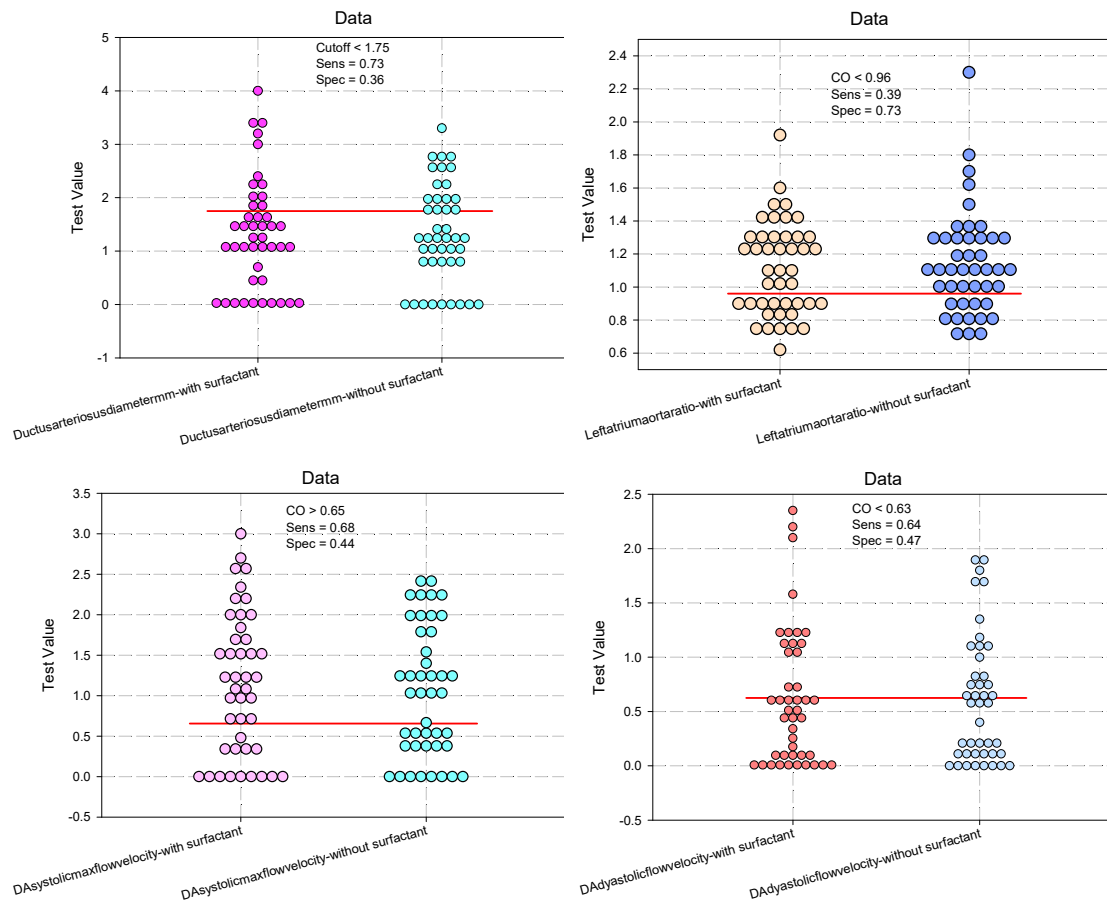 Data
Cutoff < 1.75
Sens = 0.73
Spec = 0.36
5
4
3
2
1
0
-1
Test Value
Ductusarteriosusdiametermm-with surfactant
Ductusarteriosusdiametermm-without surfactant
Data
CO < 0.96
Sens = 0.39
Spec = 0.73
2.4
2.2
2.0
1.8
1.6
1.4
1.2
1.0
0.8
0.6
Test Value
Leftatriumaortaratio-with surfactant
Leftatriumaortaratio-without surfactant
Data
CO > 0.65
Sens = 0.68
Spec = 0.44
3.5
3.0
2.5
2.0
1.5
1.0
0.5
0.0
-0.5
Test Value
DAsystolicmaxflowvelocity-with surfactant
DAsystolicmaxflowvelocity-without surfactant
Data
CO < 0.63
Sens = 0.64
Spec = 0.47
2.5
2.0
1.5
1.0
0.5
0.0
-0.5
Test Value
DAdyastolicflowvelocity-with surfactant
DAdyastolicflowvelocity-without surfactant